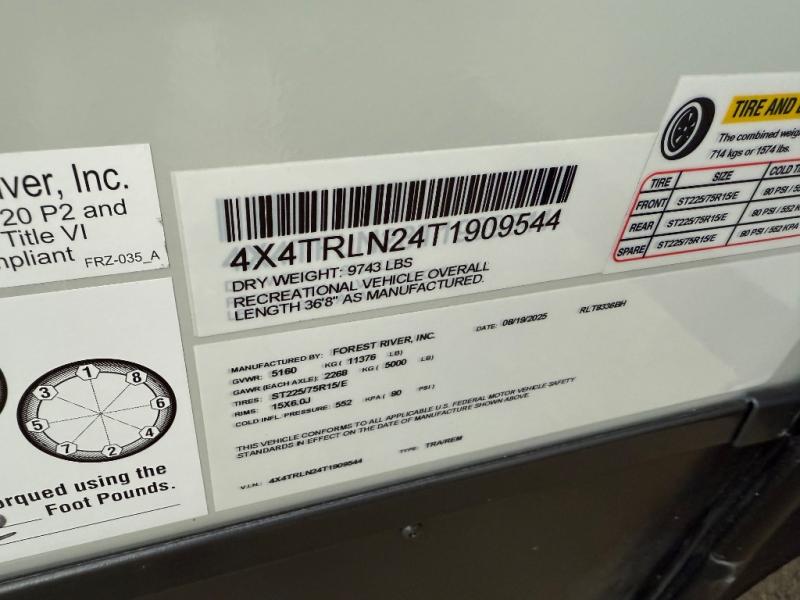 iver, Inc.
20 P2 and
Title VI
mpliant FRZ-035_A
4X4TRLN24T1909544
DRY WEIGHT: 9743 LBS
RECREATIONAL VEHICLE OVERALL
LENGTH 36'8" AS MANUFACTURED.
TIRE AND
The combined weig
714 kgs or 1574 lbs.
TIRE SIZE COLD TI
FRONT ST225/75R15/E 80 PSI / 552
REAR ST225/75R15/E 80 PSI / 552 KPA
SPARE ST225/75R15/E 80 PSI / 552 KPA
MANUFACTURED BY: FOREST RIVER, INC. DATE: 08/19/2025 RLT8336BH
GVWR: 5160 KG ( 11376 LB)
GAWR (EACH AXLE): 2268 KG ( 5000 LB)
TIRES: ST225/75R15/E
RIMS: 15X6.0J
COLD INFL. PRESSURE: 552 KPA ( 80 PSI)
THIS VEHICLE CONFORMS TO ALL APPLICABLE U.S. FEDERAL MOTOR VEHICLE SAFETY
STANDARDS IN EFFECT ON THE DATE OF MANUFACTURE SHOWN ABOVE.
V.I.N.: 4X4TRLN24T1909544 TYPE: TRA/REM
1
8
6
4
2
7
5
3
orqued using the
Foot Pounds.